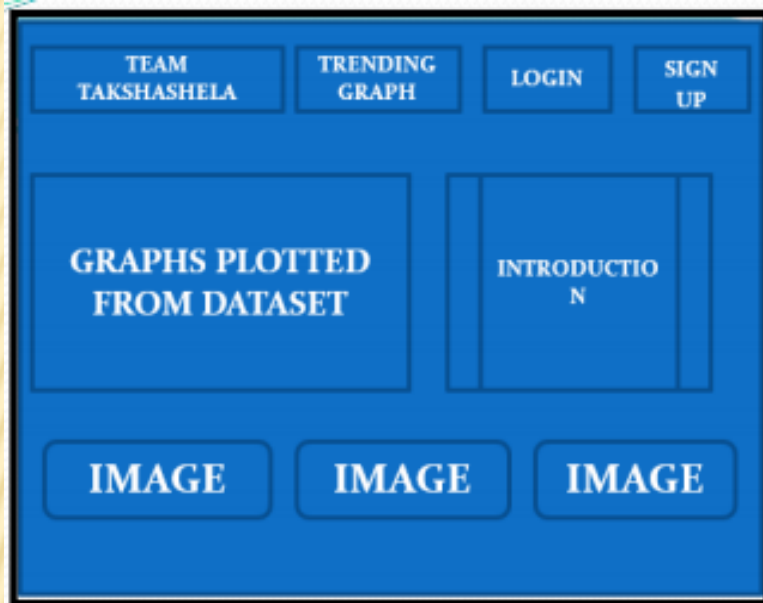 TEAM
TAKSHASHELA
TRENDING
GRAPH
LOGIN
SIGN
UP
GRAPHS PLOTTED
FROM DATASET
INTRODUCTIO
N
IMAGE
IMAGE
IMAGE